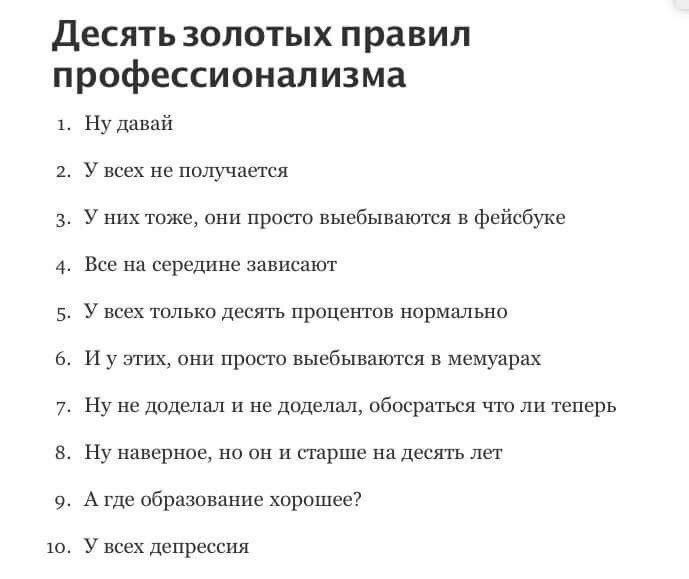 Десять золотых правил
профессионализма
1. Ну давай
2. У всех не получается
3. У них тоже, они просто выебываются в фейсбуке
4. Все на середине зависают
5. У всех только десять процентов нормально
6. И у этих, они просто выебываются в мемуарах
7. Ну не доделал и не доделал, обосраться что ли теперь
8. Ну наверное, но он и старше на десять лет
9. А где образование хорошее?
10. У всех депрессия